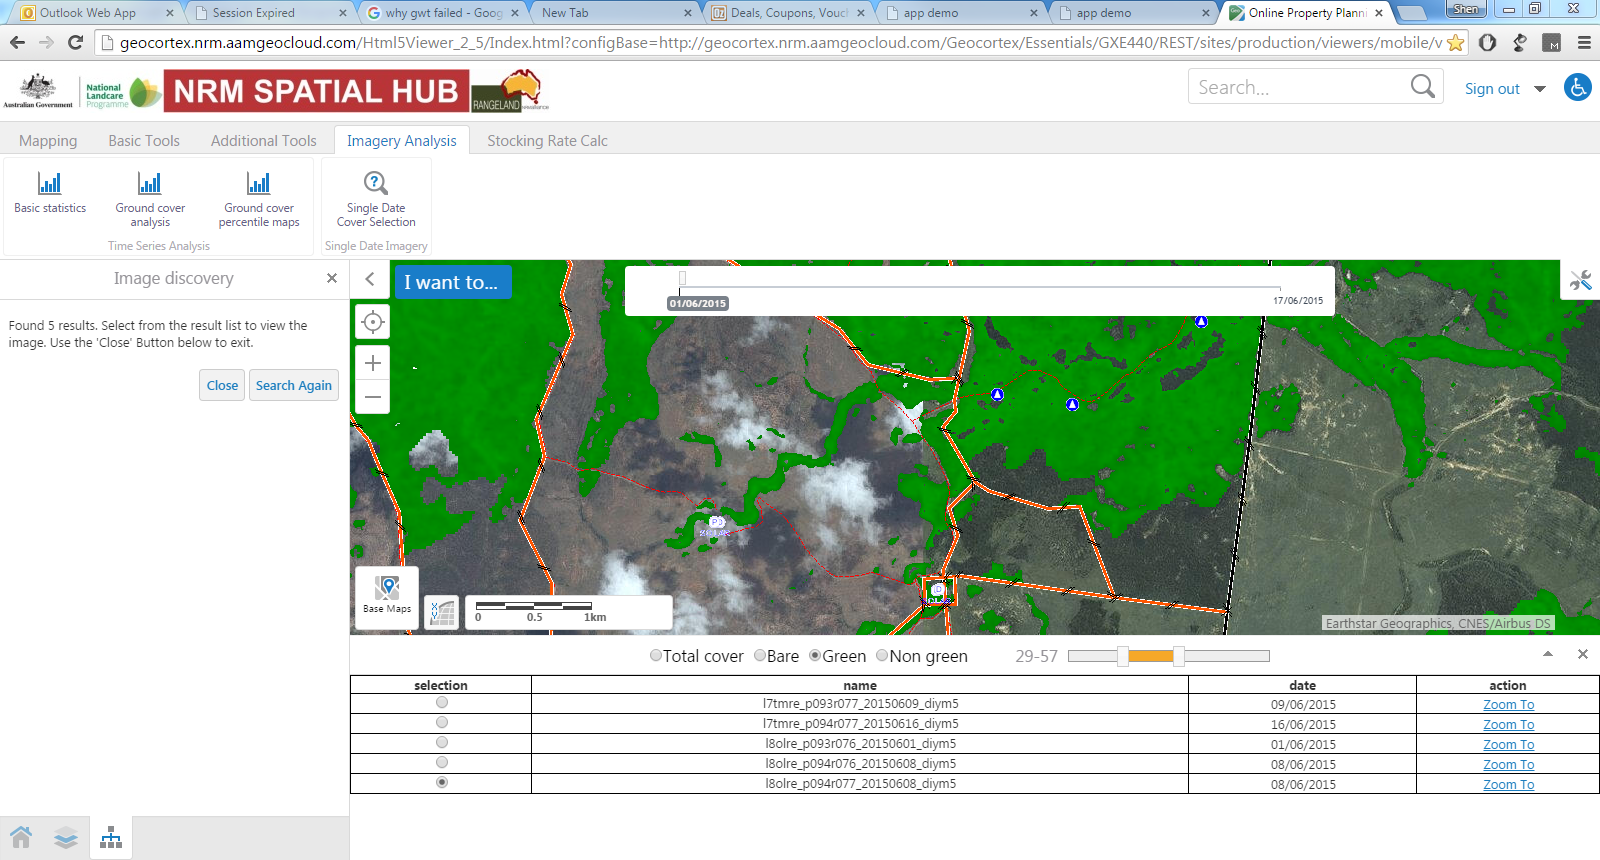 Outlook Web App
Session Expired
why gwt failed - Goog
New Tab
Deals, Coupons, Vouch
app demo
app demo
Online Property Planni
Shen
geocortex.nrm.aamgeocloud.com/Html5Viewer_2_5/Index.html?configBase=http://geocortex.nrm.aamgeocloud.com/Geocortex/Essentials/GXE440/REST/sites/production/viewers/mobile/v
Australian Government
National
Landcare
Programme
NRM SPATIAL HUB
RANGELAND
Search...
Sign out
Mapping
Basic Tools
Additional Tools
Imagery Analysis
Stocking Rate Calc
Basic statistics
Ground cover
analysis
Ground cover
percentile maps
Single Date
Cover Selection
Time Series Analysis
Single Date Imagery
Image discovery
Found 5 results. Select from the result list to view the
image. Use the 'Close' Button below to exit.
Close
Search Again
I want to...
01/06/2015
17/06/2015
Base Maps
0 0.5 1km
Earthstar Geographics, CNES/Airbus DS
Total cover Bare Green Non green 29-57
selection name date action
l7tmre_p093r077_20150609_diym5 09/06/2015 Zoom To
l7tmre_p094r077_20150616_diym5 16/06/2015 Zoom To
l8olre_p093r076_20150601_diym5 01/06/2015 Zoom To
l8olre_p094r076_20150608_diym5 08/06/2015 Zoom To
l8olre_p094r077_20150608_diym5 08/06/2015 Zoom To